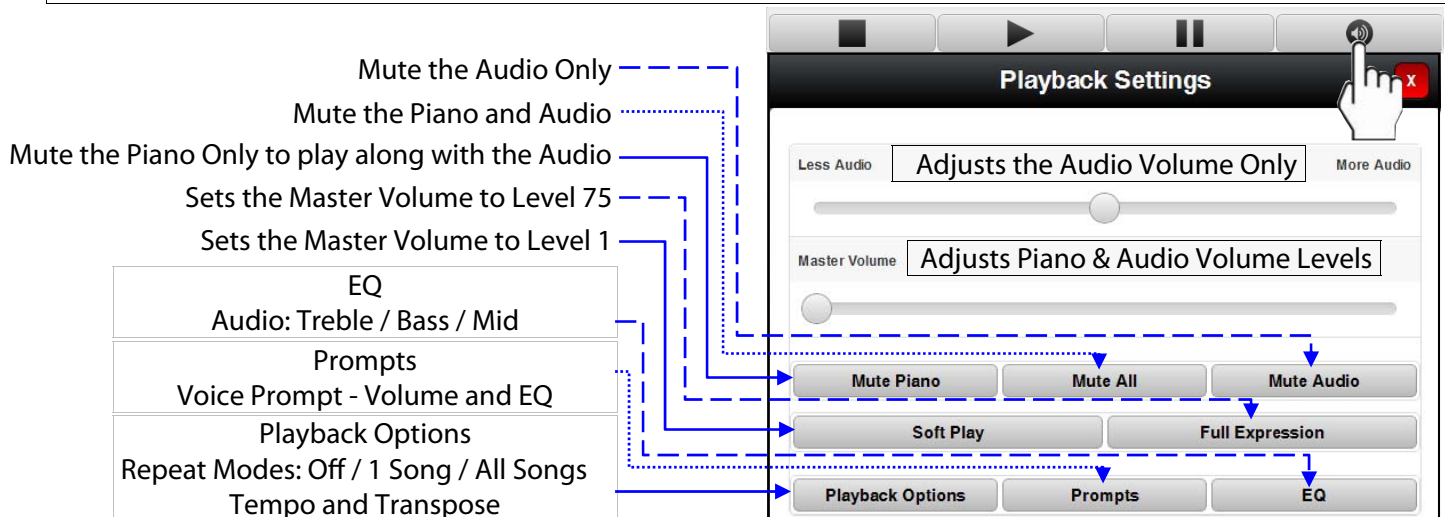 Mute the Audio Only
Mute the Piano and Audio
Mute the Piano Only to play along with the Audio
Sets the Master Volume to Level 75
Sets the Master Volume to Level 1
EQ
Audio: Treble / Bass / Mid
Prompts
Voice Prompt - Volume and EQ
Playback Options
Repeat Modes: Off / 1 Song / All Songs
Tempo and Transpose
Playback Settings x
Less Audio Adjusts the Audio Volume Only More Audio
Master Volume Adjusts Piano & Audio Volume Levels
Mute Piano Mute All Mute Audio
Soft Play Full Expression
Playback Options Prompts EQ